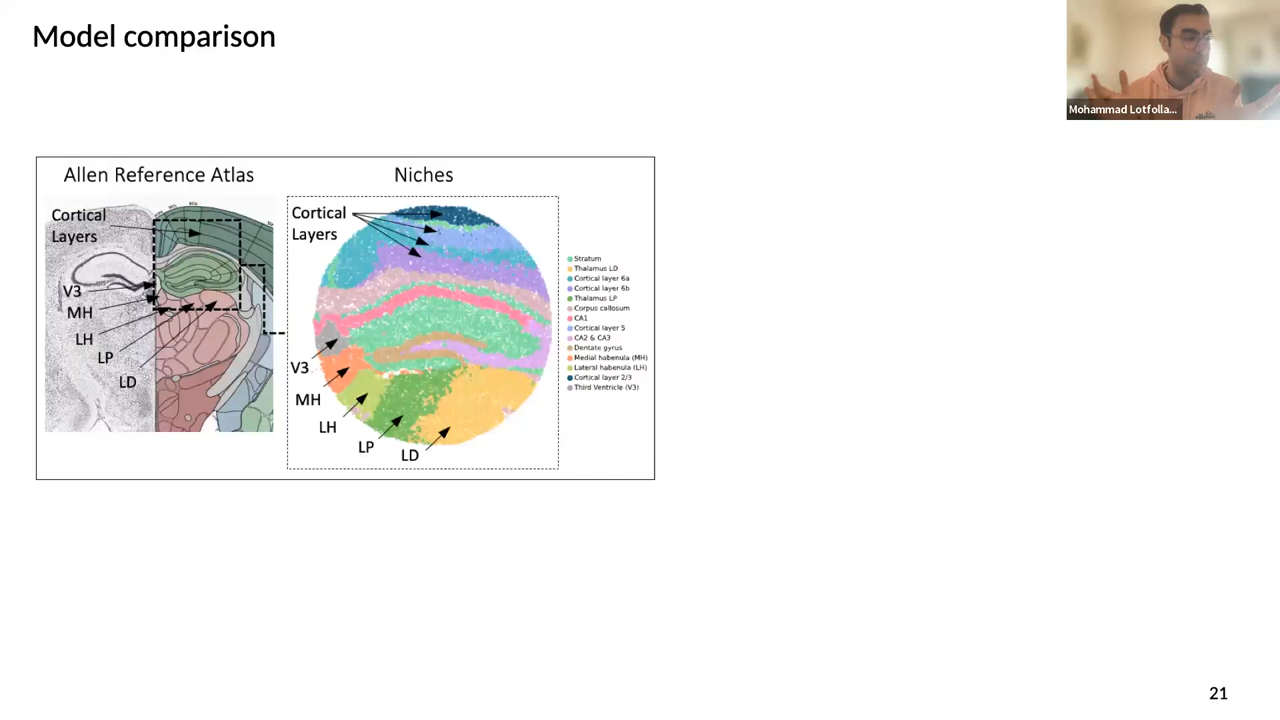 Model comparison
Mohammad Lotfolla...
Allen Reference Atlas
Niches
Cortical
Layers
V3
MH
LH
LP
LD
Cortical
Layers
V3
MH
LH
LP
LD
Stratum
Thalamus LD
Cortical layer 6a
Cortical layer 6b
Thalamus LP
Corpus callosum
CA1
Cortical layer 5
CA2 & CA3
Dentate gyrus
Medial habenula (MH)
Lateral habenula (LH)
Cortical layer 2/3
Third Ventricle (V3)
21